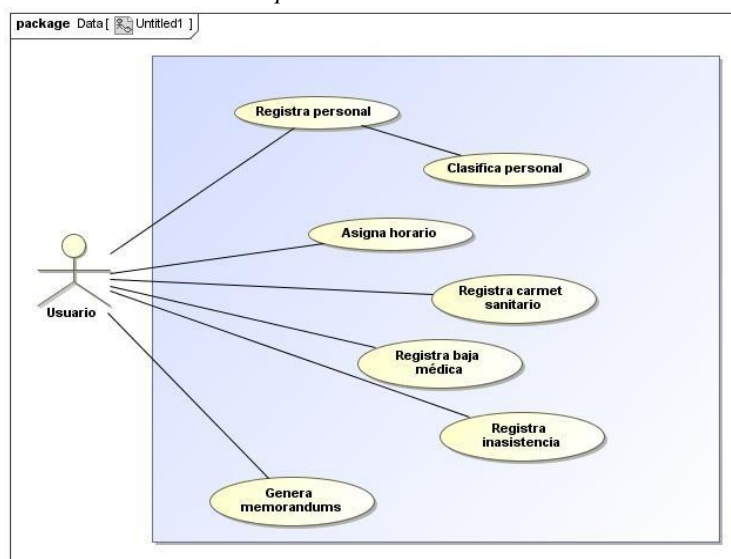 package Data [ Untitled1 ]
Registra personal
Clasifica personal
Asigna horario
Registra carmet
sanitario
Usuario
Registra baja
médica
Registra
inasistencia
Genera
memorandums